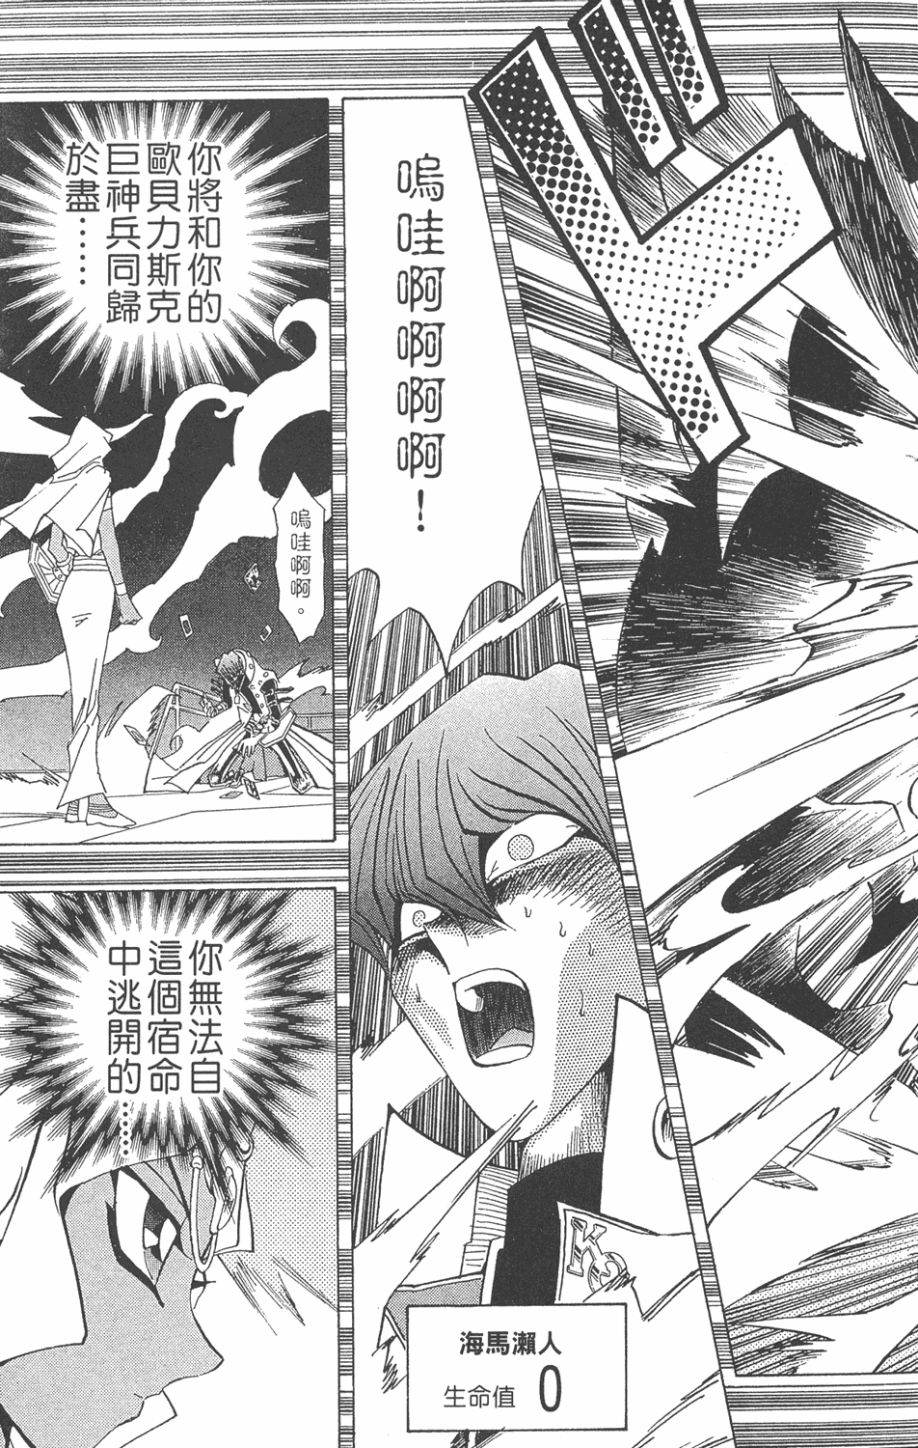 ド
嗚哇啊啊啊啊！
海馬瀨人
生命值 0
你將和你的
歐貝力斯克
巨神兵同歸
於盡……
嗚哇啊啊。
你無法自
這個宿命
中逃開的
……
KC